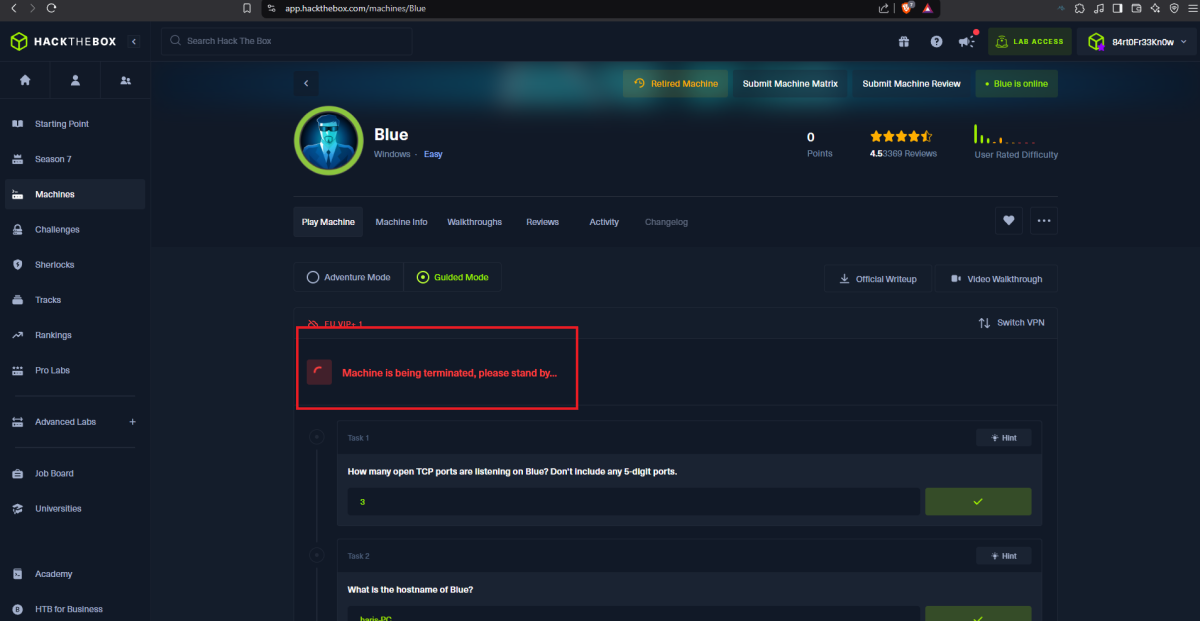 app.hackthebox.com/machines/Blue
HACKTHEBOX
Search Hack The Box
LAB ACCESS
84rt0Fr33Kn0w
Starting Point
Season 7
Machines
Challenges
Sherlocks
Tracks
Rankings
Pro Labs
Advanced Labs +
Job Board
Universities
Academy
HTB for Business
Retired Machine
Submit Machine Matrix
Submit Machine Review
• Blue is online
Blue
Windows · Easy
0
Points
4.5 3369 Reviews
User Rated Difficulty
Play Machine
Machine Info
Walkthroughs
Reviews
Activity
Changelog
Adventure Mode
Guided Mode
Official Writeup
Video Walkthrough
EU VIP+ 1
Switch VPN
Machine is being terminated, please stand by...
Task 1
Hint
How many open TCP ports are listening on Blue? Don't include any 5-digit ports.
3
Task 2
Hint
What is the hostname of Blue?
haris-PC